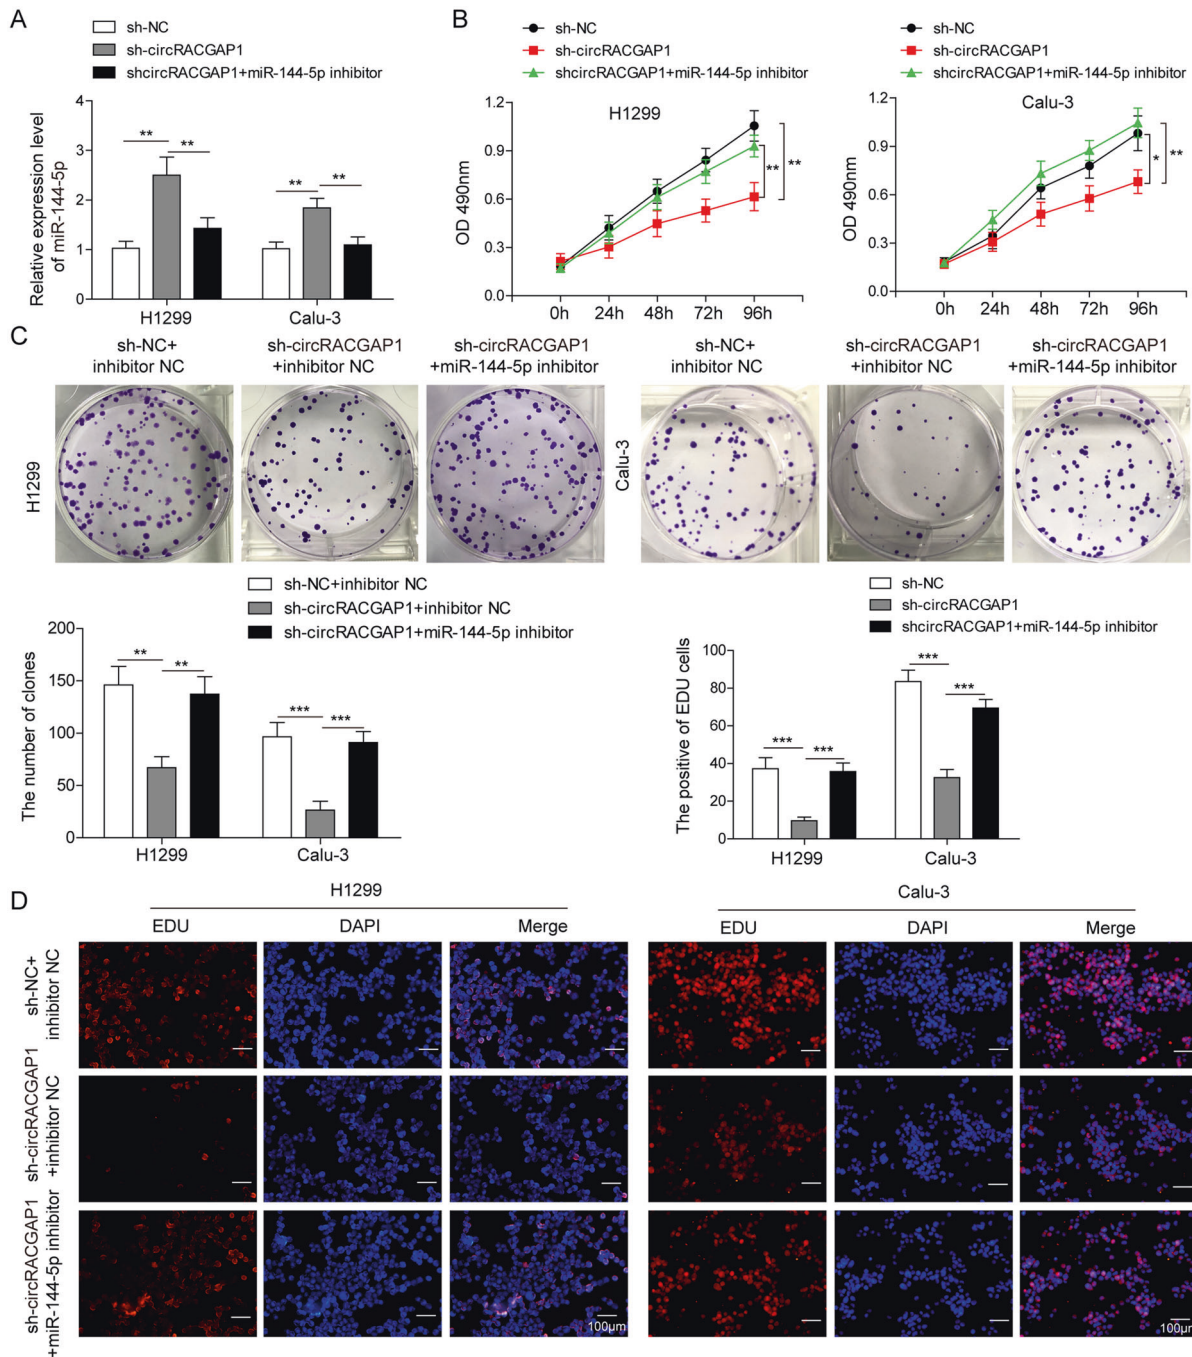 A
sh-NC
sh-circRACGAP1
shcircRACGAP1+miR-144-5p inhibitor
Relative expression level
of miR-144-5p
4
3
2
1
0
**
**
**
**
H1299
Calu-3
B
sh-NC
sh-circRACGAP1
shcircRACGAP1+miR-144-5p inhibitor
H1299
OD 490nm
1.2
0.9
0.6
0.3
0.0
0h
24h
48h
72h
96h
**
**
sh-NC
sh-circRACGAP1
shcircRACGAP1+miR-144-5p inhibitor
Calu-3
OD 490nm
1.2
0.9
0.6
0.3
0.0
0h
24h
48h
72h
96h
*
**
C
sh-NC+
inhibitor NC
sh-circRACGAP1
+inhibitor NC
sh-circRACGAP1
+miR-144-5p inhibitor
H1299
sh-NC+
inhibitor NC
sh-circRACGAP1
+inhibitor NC
sh-circRACGAP1
+miR-144-5p inhibitor
Calu-3
sh-NC+inhibitor NC
sh-circRACGAP1+inhibitor NC
sh-circRACGAP1+miR-144-5p inhibitor
The number of clones
200
150
100
50
0
**
**
***
***
H1299
Calu-3
sh-NC
sh-circRACGAP1
shcircRACGAP1+miR-144-5p inhibitor
The positive of EDU cells
100
80
60
40
20
0
***
***
***
***
H1299
Calu-3
D
H1299
Calu-3
EDU
DAPI
Merge
EDU
DAPI
Merge
sh-NC+
inhibitor NC
sh-circRACGAP1
+inhibitor NC
sh-circRACGAP1
+miR-144-5p inhibitor
100μm
100μm